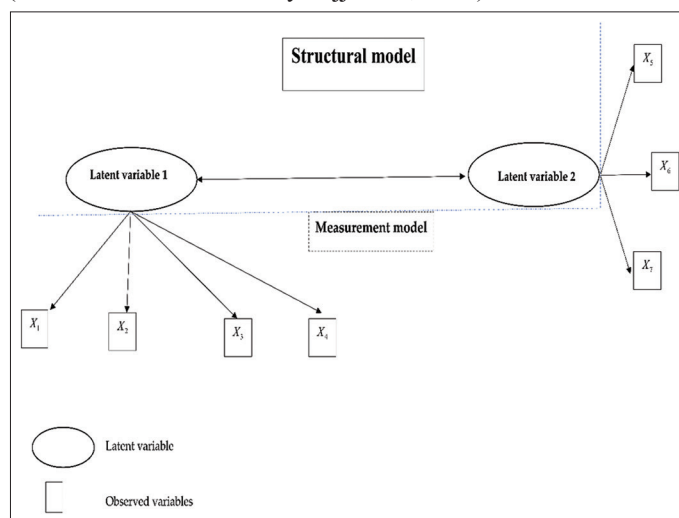 Structural model
X₅
Latent variable 1
Latent variable 2
X₆
Measurement model
X₇
X₁
X₂
X₃
X₄
Latent variable
Observed variables